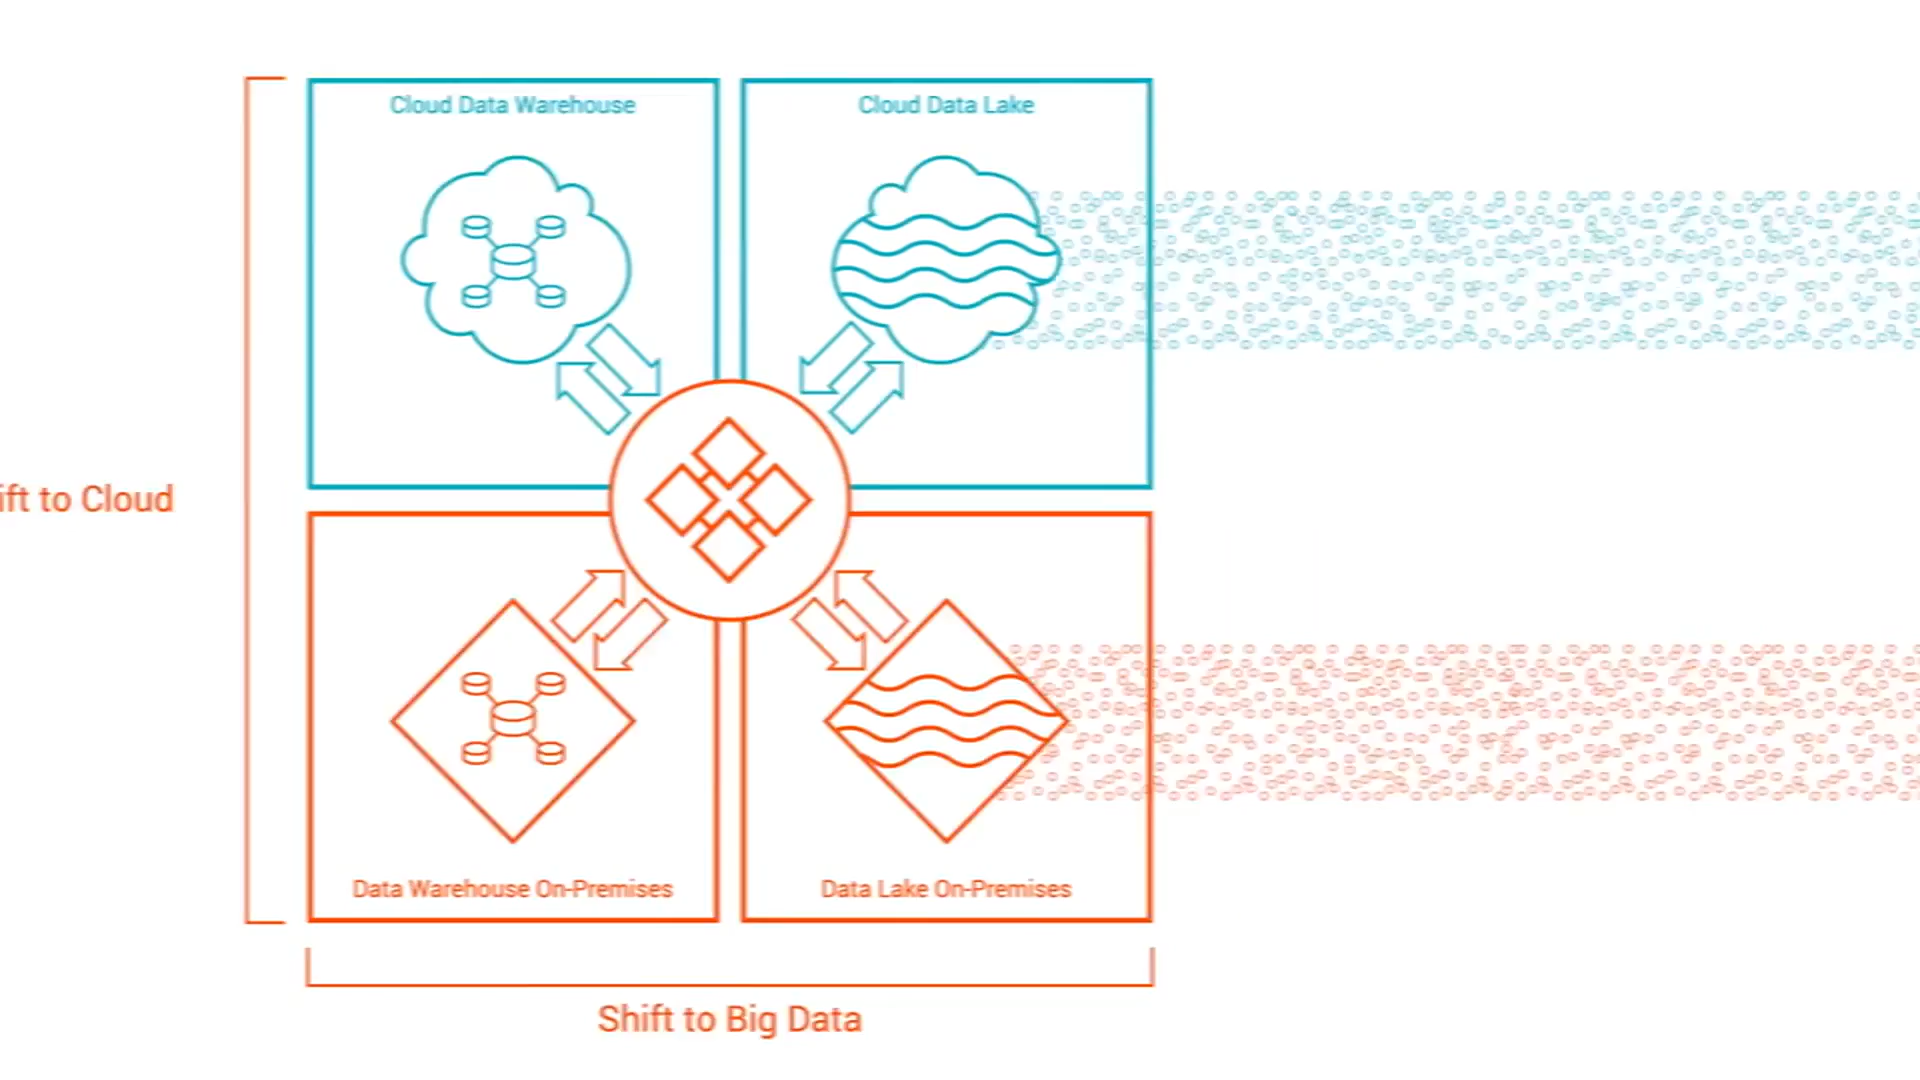 Cloud Data Warehouse
Cloud Data Lake
ift to Cloud
Data Warehouse On-Premises
Data Lake On-Premises
Shift to Big Data